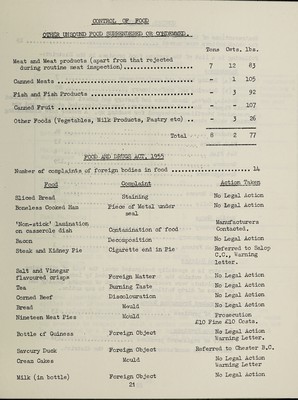 CONTROL OF FOOD
OTHER UNSOUND FOOD SURRENDERED OR CONDEMNED.
Tons Cwts. lbs.
Meat and Meat products (apart from that rejected
during routine meat inspection).................. 7 12 83
Canned Meats .................................... - 1 105
Fish and Fish Products .......................... - 3 92
Canned Fruit .................................... - - 107
Other Foods (Vegetables, Milk Products, Pastry etc) .. - 3 26
Total 8 2 77
FOOD AND DRUGS ACT, 1955
Number of complaints of foreign bodies in food .................... 14
Food Complaint Action Taken
Sliced Bread Staining No Legal Action
Boneless Cooked Ham Piece of Metal under No Legal Action
seal
'Non-stick' lamination Manufacturers
on casserole dish Contamination of food Contacted.
Bacon Decomposition No Legal Action
Steak and Kidney Pie Cigarette end in Pie Referred to Salop
C.C., Warning
letter.
Salt and Vinegar
flavoured crisps Foreign Matter No Legal Action
Tea Burning Taste No Legal Action
Corned Beef Discolouration No Legal Action
Bread Mould No Legal Action
Nineteen Meat Pies Mould Prosecution
£10 Fine £10 Costs.
Bottle of Guiness Foreign Object No Legal Action
Warning Letter.
Savoury Duck Foreign Object Referred to Chester R.C.
Cream Cakes Mould No Legal Action
Warning Letter
Milk (in bottle) Foreign Object No Legal Action
21